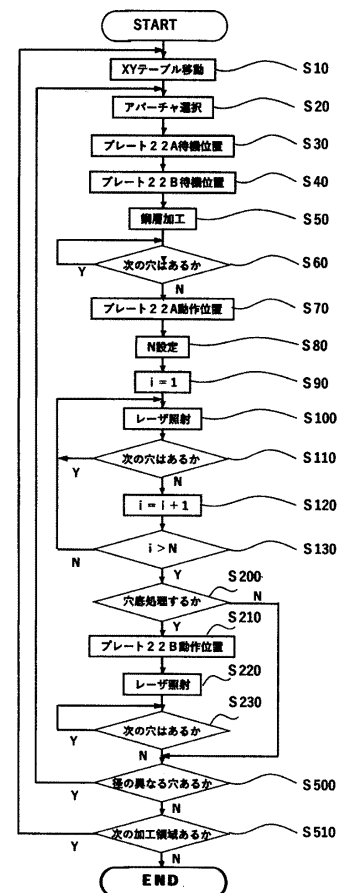 START
XYテーブル移動 S10
アパーチャ選択 S20
プレート22A待機位置 S30
プレート22B待機位置 S40
銅層加工 S50
次の穴はあるか S60
Y
N
プレート22A動作位置 S70
N設定 S80
i=1 S90
レーザ照射 S100
次の穴はあるか S110
Y
N
i=i+1 S120
i>N S130
N
Y
穴底処理するか S200
N
Y
プレート22B動作位置 S210
レーザ照射 S220
次の穴はあるか S230
Y
N
径の異なる穴あるか S500
Y
N
次の加工領域あるか S510
Y
N
END